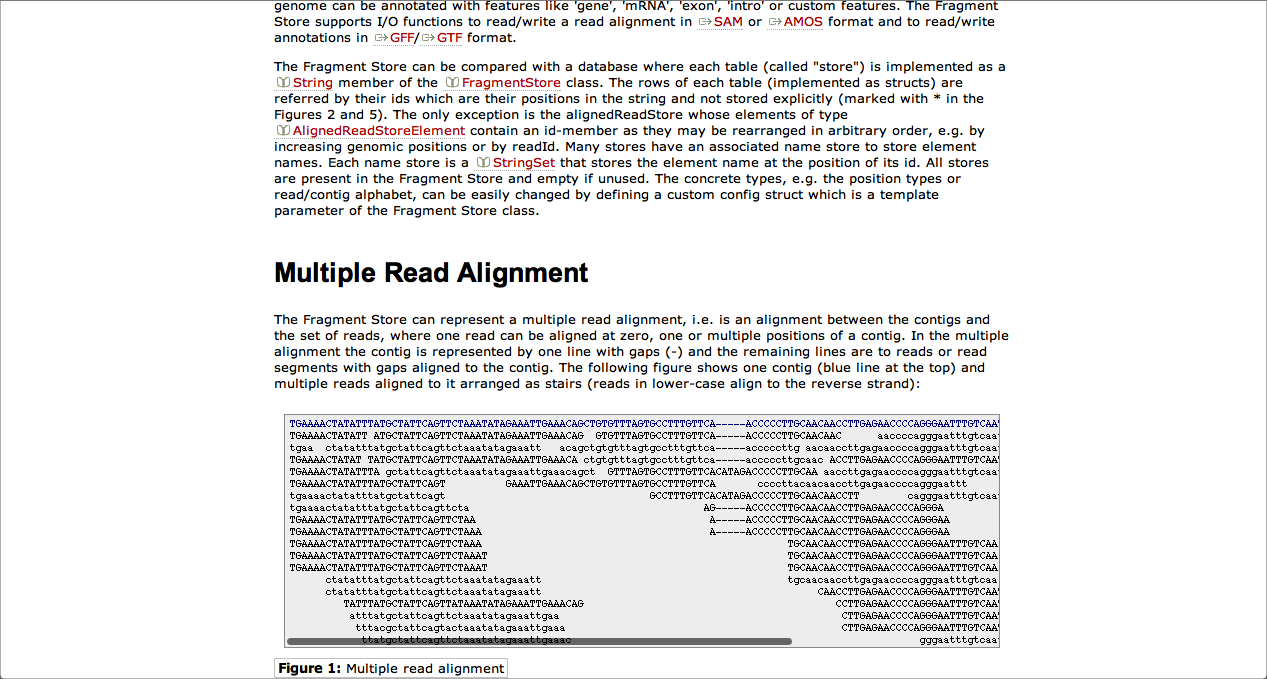 genome can be annotated with features like 'gene', 'mRNA', 'exon', 'intro' or custom features. The Fragment
Store supports I/O functions to read/write a read alignment in SAM or AMOS format and to read/write
annotations in GFF/ GTF format.
The Fragment Store can be compared with a database where each table (called "store") is implemented as a
String member of the FragmentStore class. The rows of each table (implemented as structs) are
referred by their ids which are their positions in the string and not stored explicitly (marked with * in the
Figures 2 and 5). The only exception is the alignedReadStore whose elements of type
AlignedReadStoreElement contain an id-member as they may be rearranged in arbitrary order, e.g. by
increasing genomic positions or by readId. Many stores have an associated name store to store element
names. Each name store is a StringSet that stores the element name at the position of its id. All stores
are present in the Fragment Store and empty if unused. The concrete types, e.g. the position types or
read/contig alphabet, can be easily changed by defining a custom config struct which is a template
parameter of the Fragment Store class.
Multiple Read Alignment
The Fragment Store can represent a multiple read alignment, i.e. is an alignment between the contigs and
the set of reads, where one read can be aligned at zero, one or multiple positions of a contig. In the multiple
alignment the contig is represented by one line with gaps (-) and the remaining lines are to reads or read
segments with gaps aligned to the contig. The following figure shows one contig (blue line at the top) and
multiple reads aligned to it arranged as stairs (reads in lower-case align to the reverse strand):
TGAAAACTATATTTATGCTATTCAGTTCTAAATATAGAAATTGAAACAGCTGTGTTTAGTGCCTTTGTTCA-----ACCCCCTTGCAACAACCTTGAGAACCCCAGGGAATTTGTCAA
TGAAAACTATATT ATGCTATTCAGTTCTAAATATAGAAATTGAAACAG GTGTTTAGTGCCTTTGTTCA-----ACCCCCTTGCAACAAC aaccccagggaatttgtcaa
tgaa ctatatttatgctattcagttctaaatatagaaatt acagctgtgtttagtgcctttgttca-----acccccttg aacaaccttgagaaccccagggaatttgtcaa
TGAAAACTATAT TATGCTATTCAGTTCTAAATATAGAAATTGAAACA ctgtgtttagtgcctttgttca-----acccccttgcaac ACCTTGAGAACCCCAGGGAATTTGTCAA
TGAAAACTATATTTA gctattcagttctaaatatagaaattgaaacagct GTTTAGTGCCTTTGTTCACATAGACCCCCTTGCAA aaccttgagaaccccagggaatttgtcaa
TGAAAACTATATTTATGCTATTCAGT GAAATTGAAACAGCTGTGTTTAGTGCCTTTGTTCA ccccttacaacaaccttgagaaccccagggaattt
tgaaaactatatttatgctattcagt GCCTTTGTTCACATAGACCCCCTTGCAACAACCTT cagggaatttgtcaa
tgaaaactatatttatgctattcagttcta AG-----ACCCCCTTGCAACAACCTTGAGAACCCCAGGGA
TGAAAACTATATTTATGCTATTCAGTTCTAA A-----ACCCCCTTGCAACAACCTTGAGAACCCCAGGGAA
TGAAAACTATATTTATGCTATTCAGTTCTAAA A-----ACCCCCTTGCAACAACCTTGAGAACCCCAGGGAA
TGAAAACTATATTTATGCTATTCAGTTCTAAA TGCAACAACCTTGAGAACCCCAGGGAATTTGTCAA
TGAAAACTATATTTATGCTATTCAGTTCTAAAT TGCAACAACCTTGAGAACCCCAGGGAATTTGTCAA
TGAAAACTATATTTATGCTATTCAGTTCTAAAT TGCAACAACCTTGAGAACCCCAGGGAATTTGTCAA
ctatatttatgctattcagttctaaatatagaaatt tgcaacaaccttgagaaccccagggaatttgtcaa
ctatatttatgctattcagttctaaatatagaaatt CAACCTTGAGAACCCCAGGGAATTTGTCAA
TATTTATGCTATTCAGTTATAAATATAGAAATTGAAACAG CCTTGAGAACCCCAGGGAATTTGTCAA
atttatgctattcagttctaaatatagaaattgaa CTTGAGAACCCCAGGGAATTTGTCAA
tttacgctattcagtactaaatatagaaattgaaa CTTGAGAACCCCAGGGAATTTGTCAA
ttatgctattcagttctaaatatagaaattgaaac gggaatttgtcaa
Figure 1: Multiple read alignment